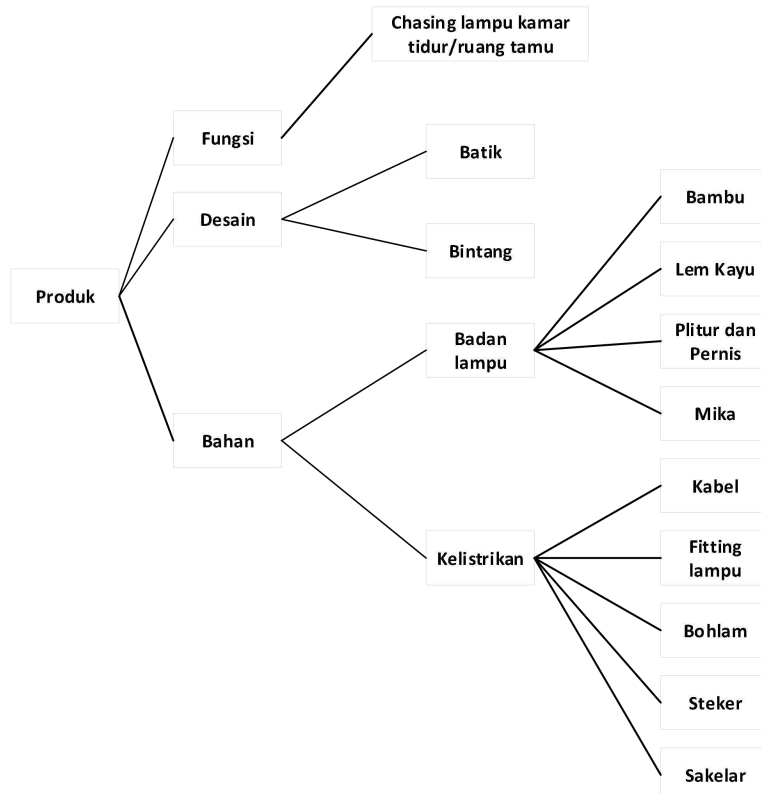 Chasing lampu kamar
tidur/ruang tamu
Fungsi
Batik
Desain
Bambu
Bintang
Lem Kayu
Produk
Badan
lampu
Plitur dan
Pernis
Mika
Bahan
Kabel
Kelistrikan
Fitting
lampu
Bohlam
Steker
Sakelar